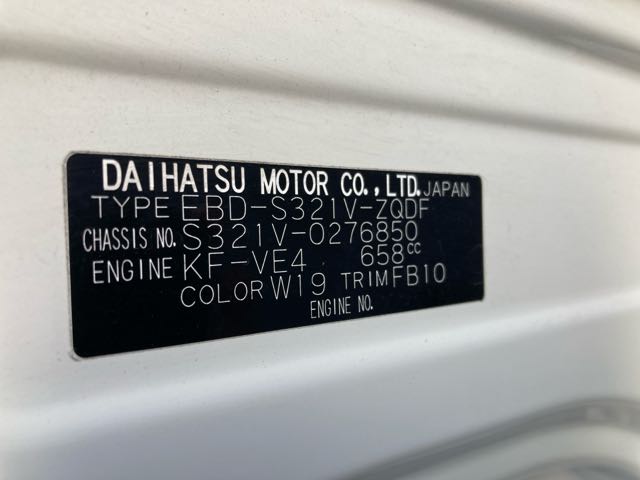 DAIHATSU MOTOR CO., LTD. JAPAN
TYPE EBD-S321V-ZQDF
CHASSIS NO. S321V-0276850
ENGINE KF-VE4 658cc
COLOR W19 TRIM FB10
ENGINE NO.